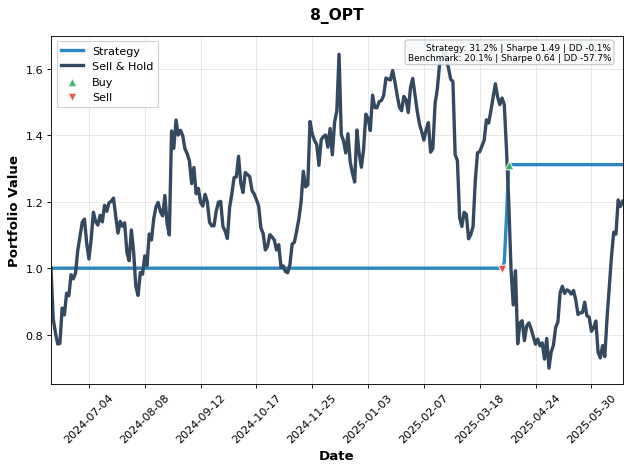 8_OPT
Strategy
Sell & Hold
Buy
Sell
Strategy: 31.2% | Sharpe 1.49 | DD -0.1%
Benchmark: 20.1% | Sharpe 0.64 | DD -57.7%
Portfolio Value
1.6
1.4
1.2
1.0
0.8
2024-07-04
2024-08-08
2024-09-12
2024-10-17
2024-11-25
2025-01-03
2025-02-07
2025-03-18
2025-04-24
2025-05-30
Date